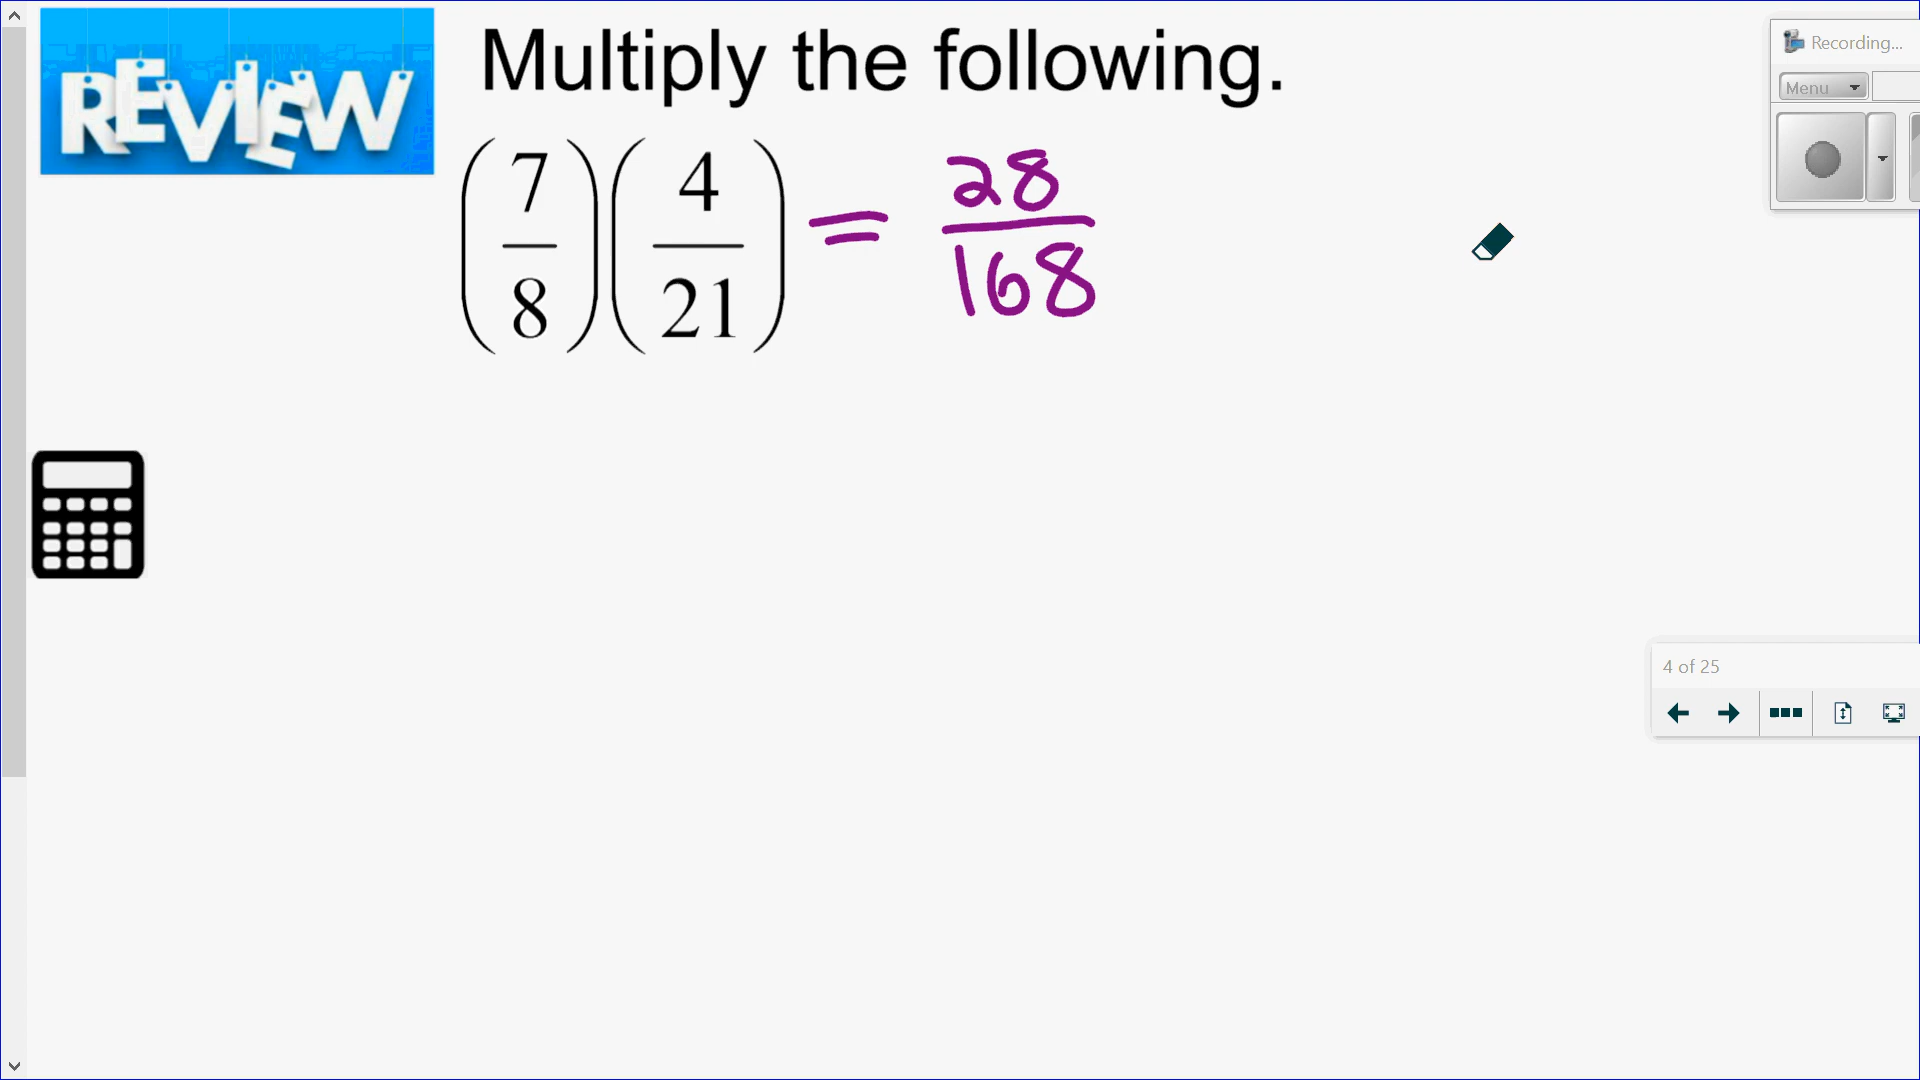 REVIEW
Multiply the following.
(7/8)(4/21) = 28/168
Recording...
Menu
4 of 25